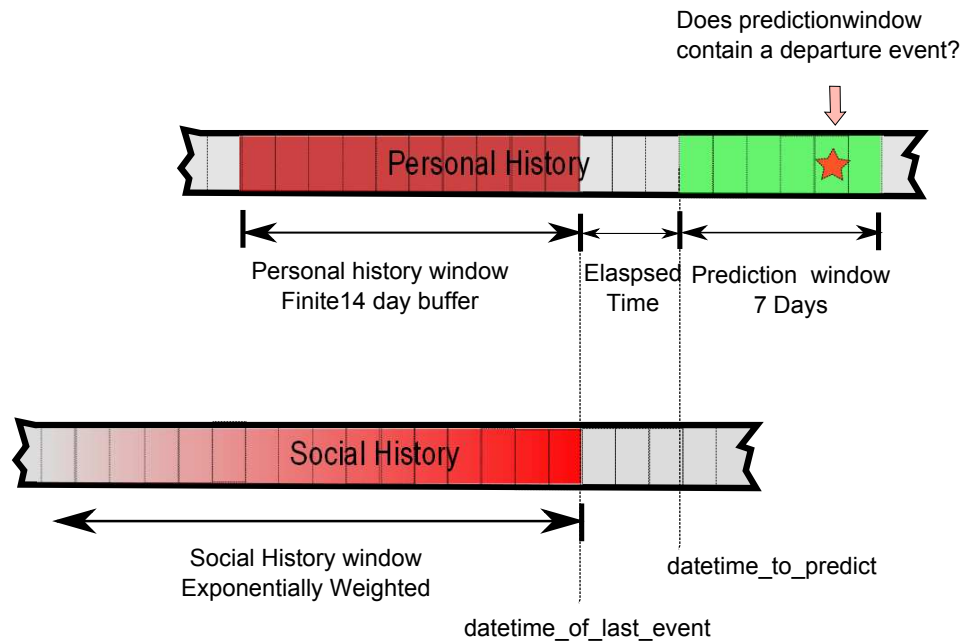 Does predictionwindow
contain a departure event?
Personal History
Personal history window
Finite14 day buffer
Elaspsed
Time
Prediction window
7 Days
Social History
Social History window
Exponentially Weighted
datetime_to_predict
datetime_of_last_event